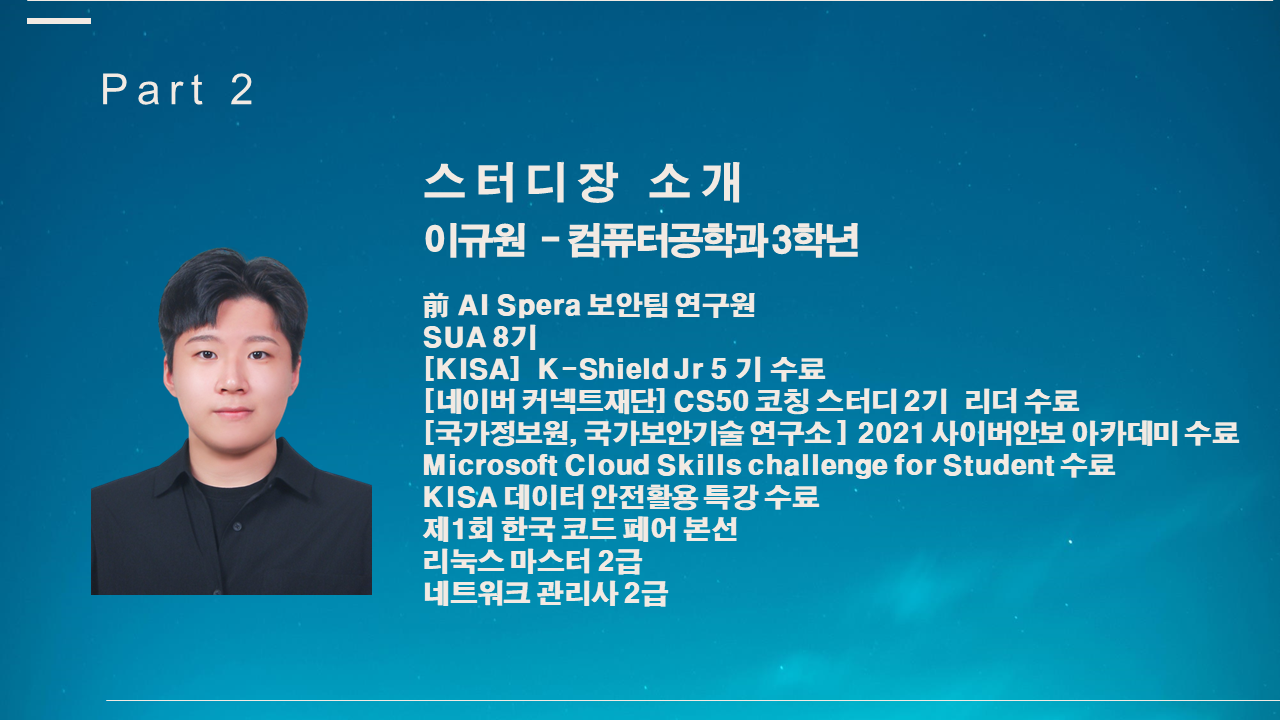 Part 2
스터디장 소개
이규원 - 컴퓨터공학과3학년
前 AI Spera 보안팀 연구원
SUA 8기
[KISA] K-Shield Jr 5 기 수료
[네이버 커넥트재단] CS50 코칭 스터디 2기 리더 수료
[국가정보원, 국가보안기술 연구소 ] 2021 사이버안보 아카데미 수료
Microsoft Cloud Skills challenge for Student 수료
KISA 데이터 안전활용 특강 수료
제1회 한국 코드 페어 본선
리눅스 마스터 2급
네트워크 관리사 2급